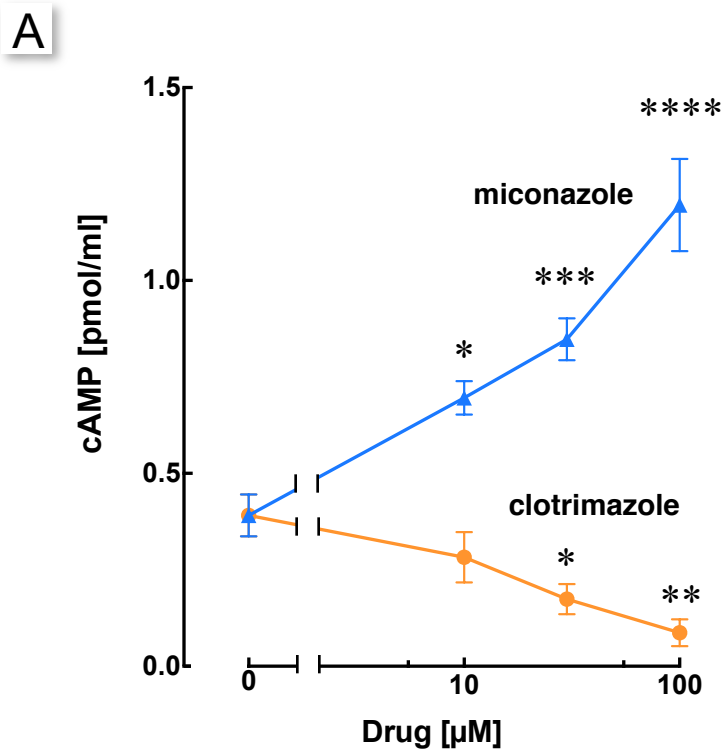 A
1.5
****
miconazole
1.0
***
*
cAMP [pmol/ml]
0.5
clotrimazole
*
**
0.0
0
10
100
Drug [µM]